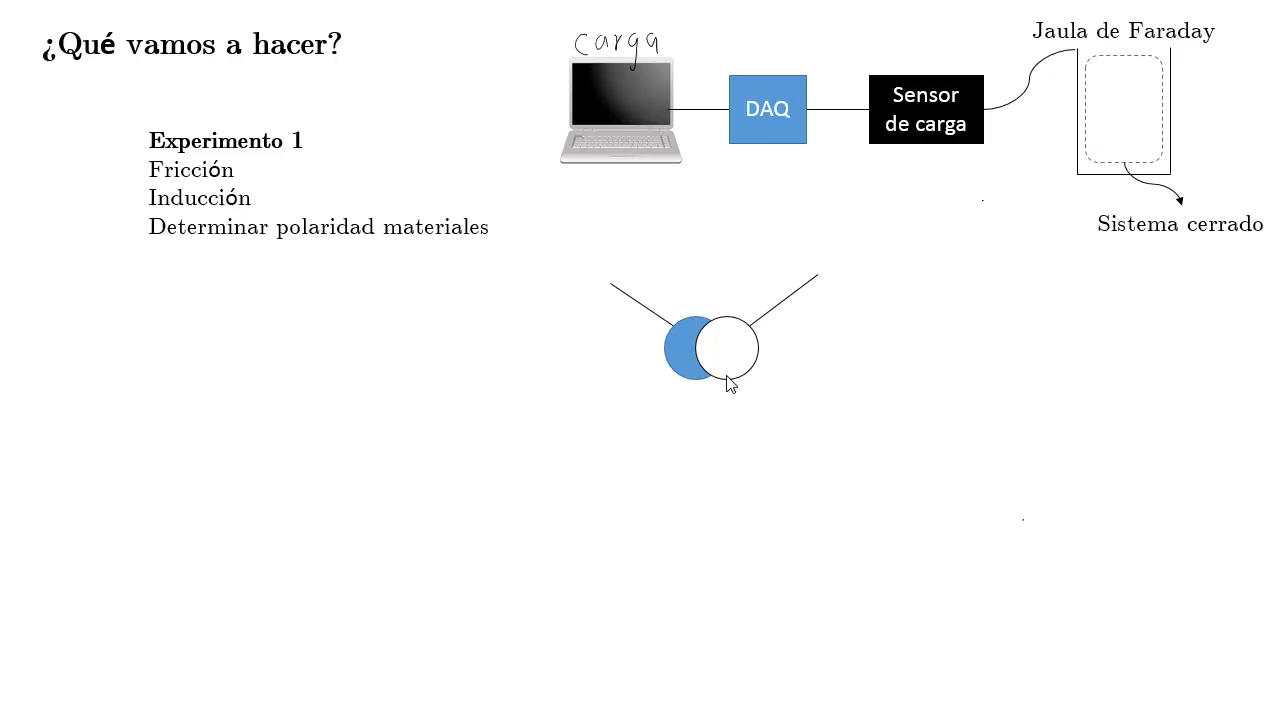 ¿Qué vamos a hacer?
Experimento 1
Fricción
Inducción
Determinar polaridad materiales
carga
DAQ
Sensor
de carga
Jaula de Faraday
Sistema cerrado